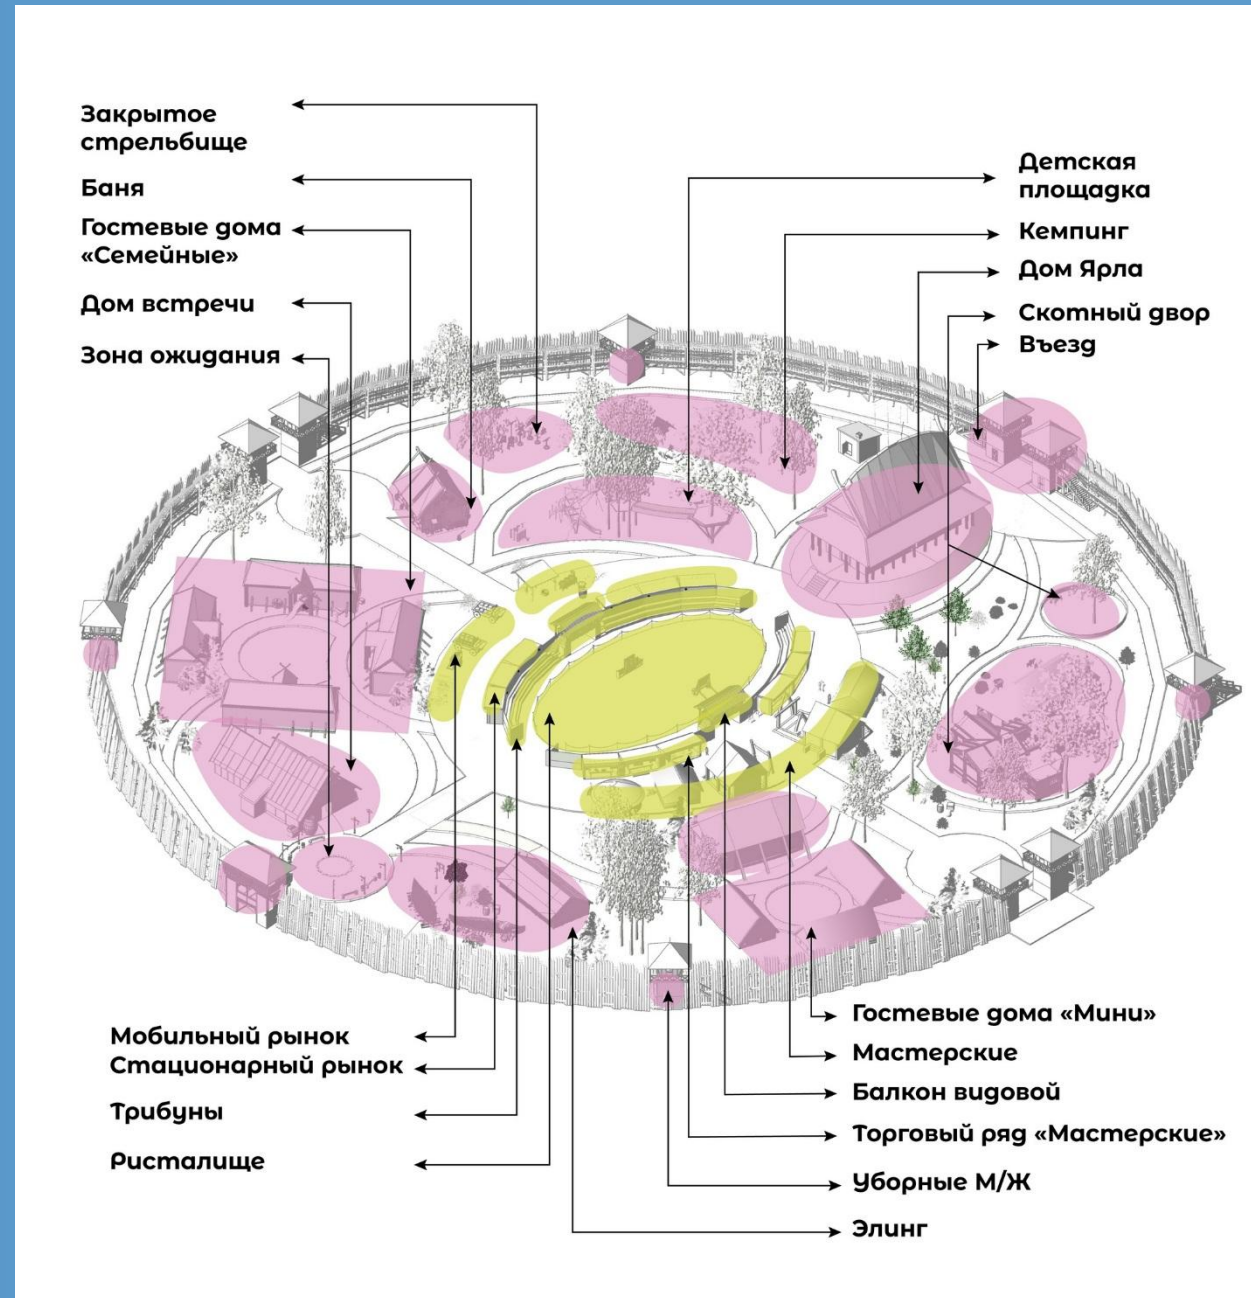 Закрытое
стрельбище
Баня
Гостевые дома
«Семейные»
Дом встречи
Зона ожидания
Детская
площадка
Кемпинг
Дом Ярла
Скотный двор
Въезд
Мобильный рынок
Стационарный рынок
Трибуны
Ристалище
Гостевые дома «Мини»
Мастерские
Балкон видовой
Торговый ряд «Мастерские»
Уборные М/Ж
Элинг